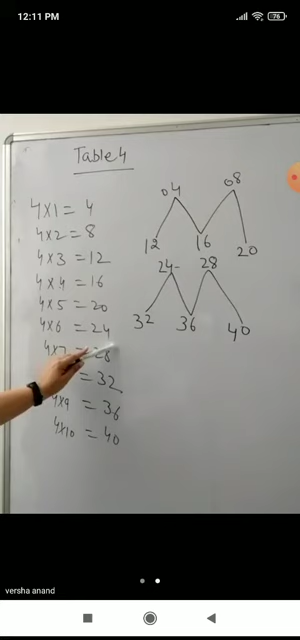 12:11 PM
76
Table 4
4x1 = 4
4x2 = 8
4x3 = 12
4x4 = 16
4x5 = 20
4x6 = 24
4x7 = 28
= 32
4x9 = 36
4x10 = 40
04 08
12 16 20
24- 28
32 36 40
versha anand